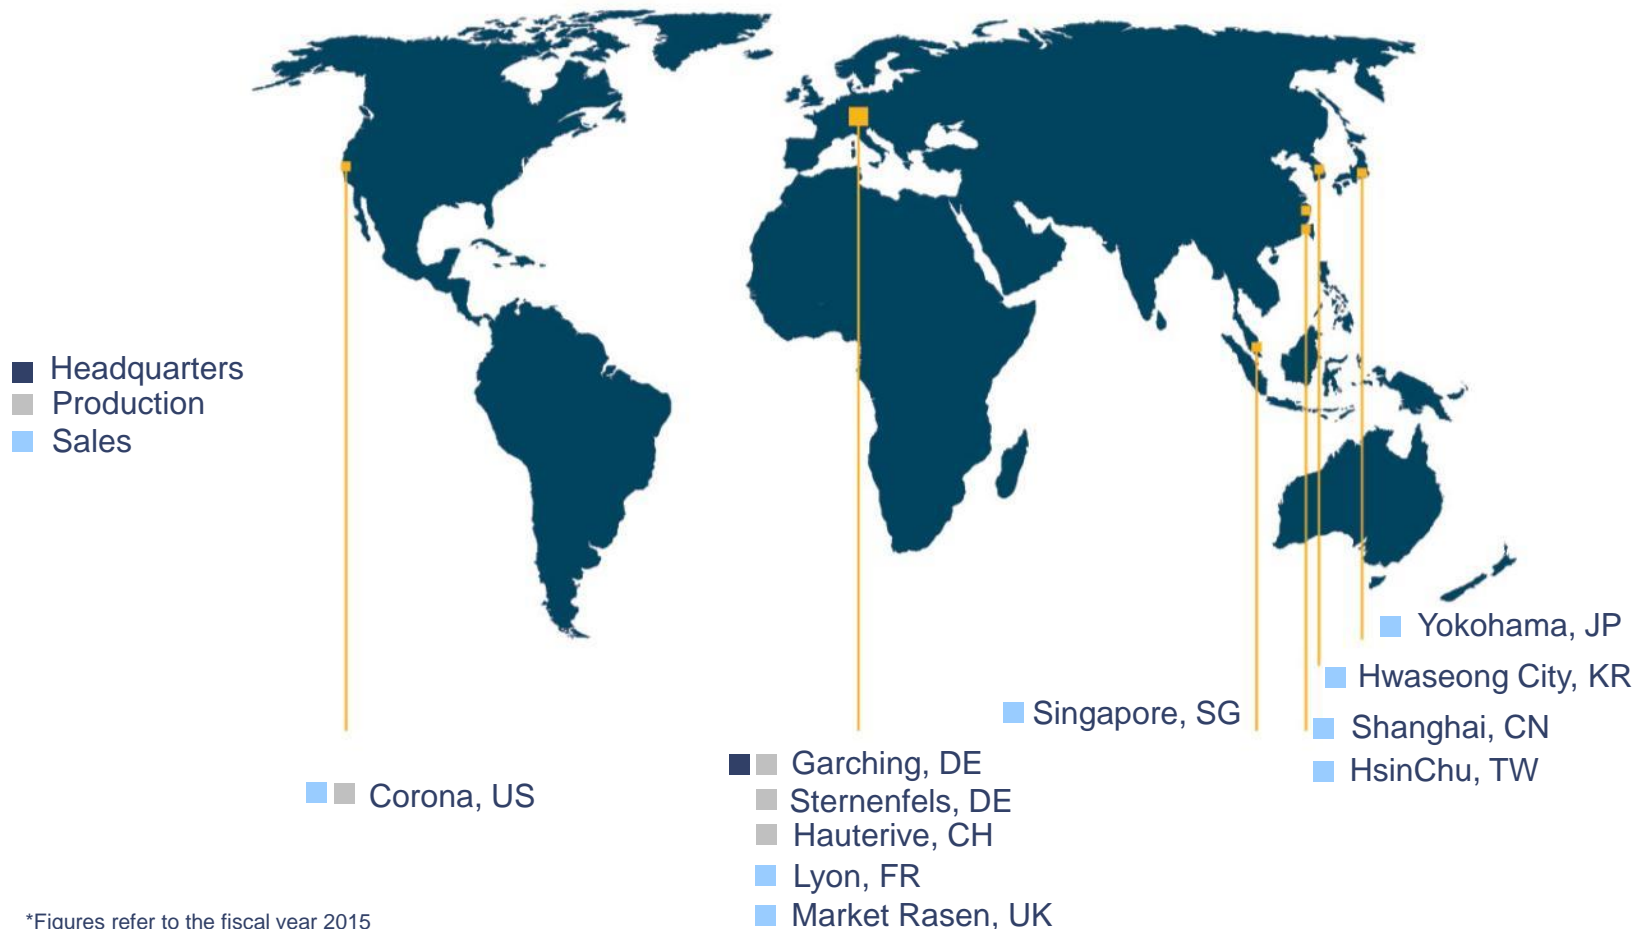 Headquarters
Production
Sales
Yokohama, JP
Hwaseong City, KR
Singapore, SG
Shanghai, CN
HsinChu, TW
Corona, US
Garching, DE
Sternenfels, DE
Hauterive, CH
Lyon, FR
Market Rasen, UK
*Figures refer to the fiscal year 2015